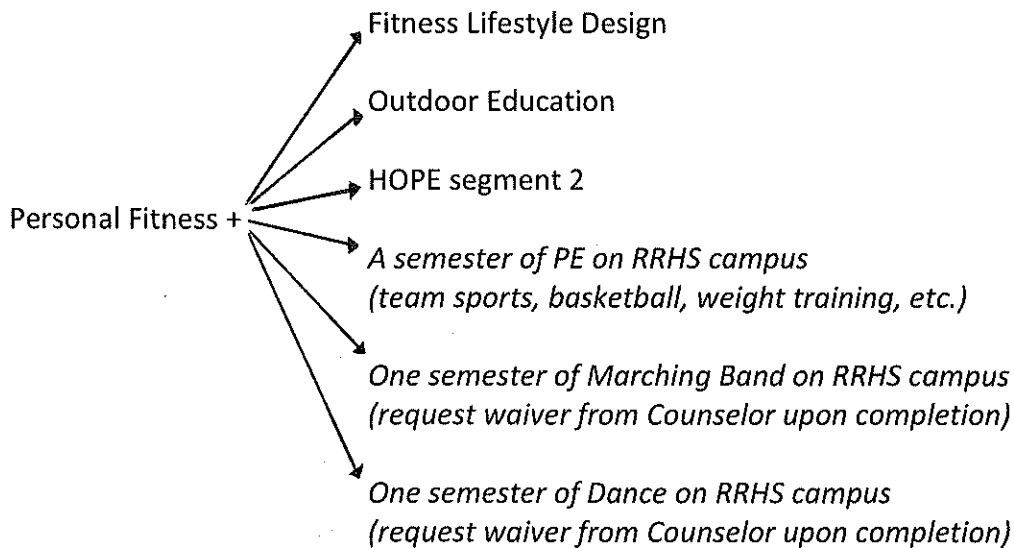 Fitness Lifestyle Design
Outdoor Education
HOPE segment 2
Personal Fitness +
A semester of PE on RRHS campus
(team sports, basketball, weight training, etc.)
One semester of Marching Band on RRHS campus
(request waiver from Counselor upon completion)
One semester of Dance on RRHS campus
(request waiver from Counselor upon completion)